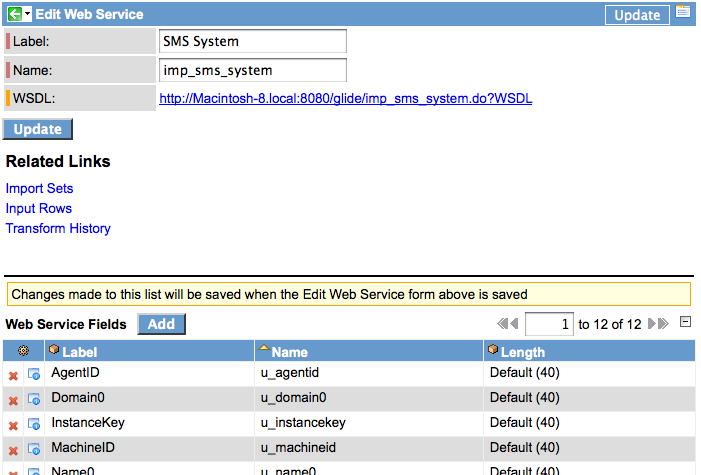 Edit Web Service Update
Label: SMS System
Name: imp_sms_system
WSDL: http://Macintosh-8.local:8080/glide/imp_sms_system.do?WSDL
Update
Related Links
Import Sets
Input Rows
Transform History
Changes made to this list will be saved when the Edit Web Service form above is saved
Web Service Fields Add 1 to 12 of 12
Label Name Length
AgentID u_agentid Default (40)
Domain0 u_domain0 Default (40)
InstanceKey u_instancekey Default (40)
MachineID u_machineid Default (40)
Name0 u_name0 Default (40)